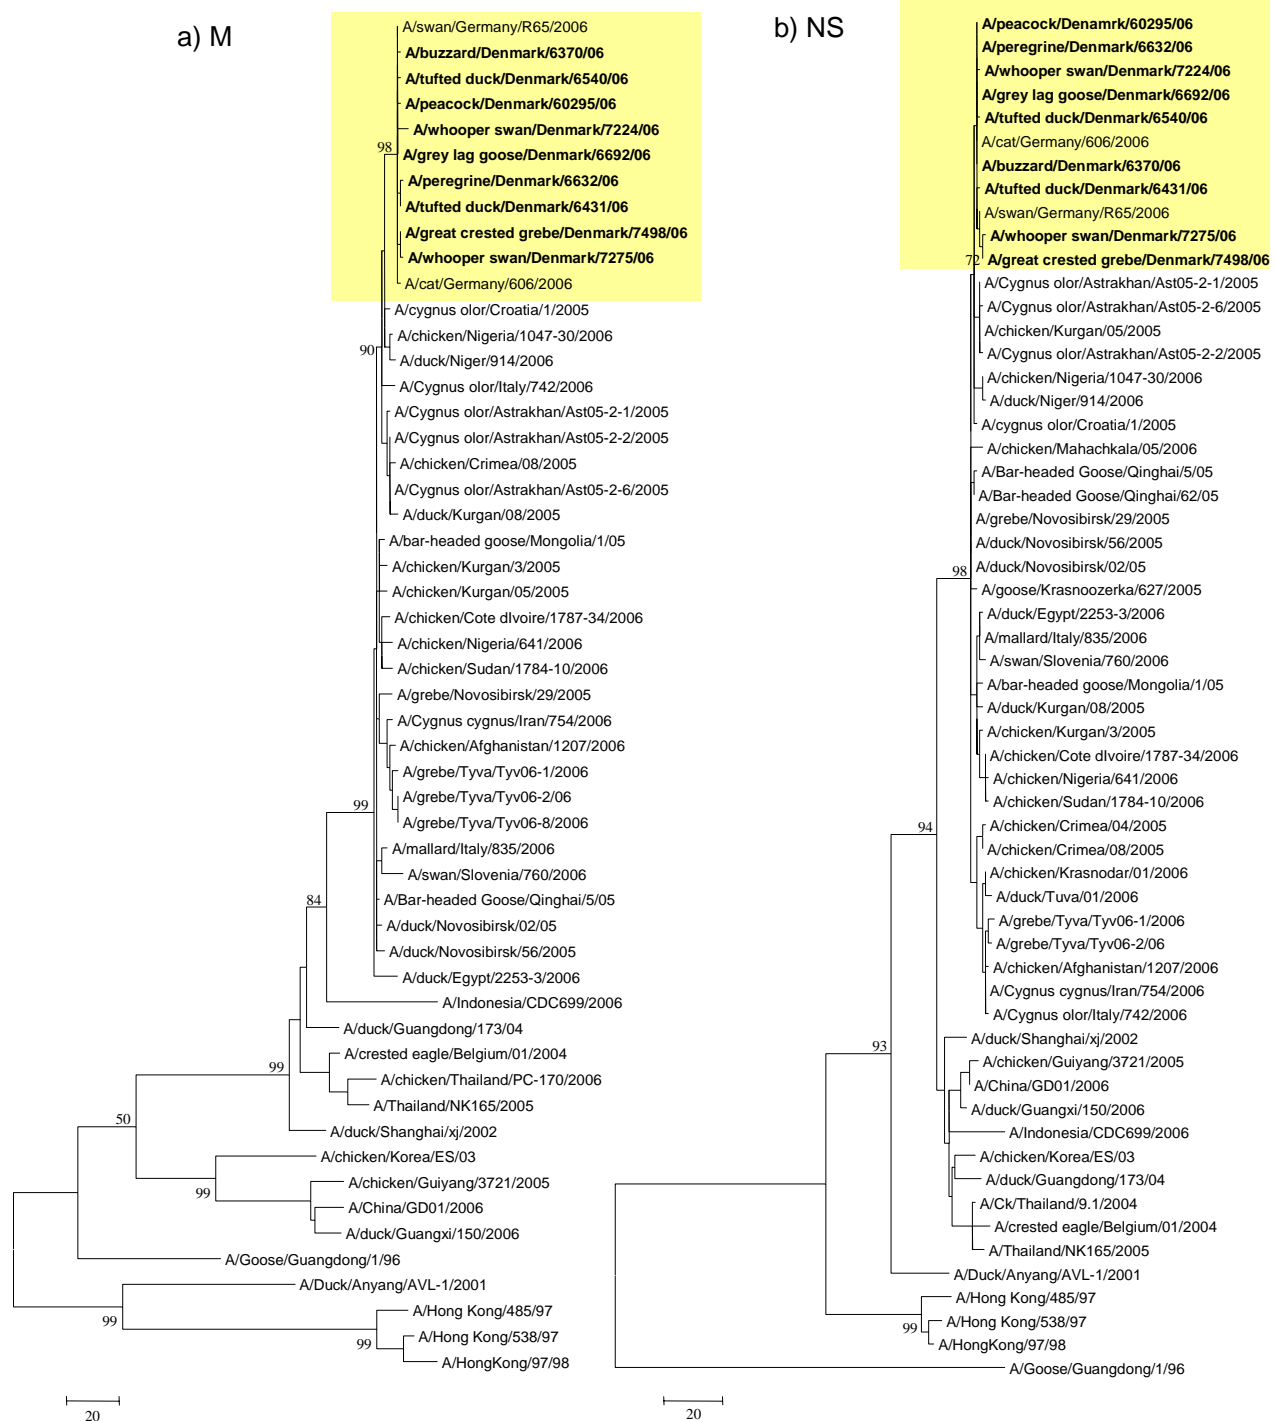 a) M
A/swan/Germany/R65/2006
A/buzzard/Denmark/6370/06
A/tufted duck/Denmark/6540/06
A/peacock/Denmark/60295/06
A/whooper swan/Denmark/7224/06
98
A/grey lag goose/Denmark/6692/06
A/peregrine/Denmark/6632/06
A/tufted duck/Denmark/6431/06
A/great crested grebe/Denmark/7498/06
A/whooper swan/Denmark/7275/06
A/cat/Germany/606/2006
A/cygnus olor/Croatia/1/2005
A/chicken/Nigeria/1047-30/2006
90
A/duck/Niger/914/2006
A/Cygnus olor/Italy/742/2006
A/Cygnus olor/Astrakhan/Ast05-2-1/2005
A/Cygnus olor/Astrakhan/Ast05-2-2/2005
A/chicken/Crimea/08/2005
A/Cygnus olor/Astrakhan/Ast05-2-6/2005
A/duck/Kurgan/08/2005
A/bar-headed goose/Mongolia/1/05
A/chicken/Kurgan/3/2005
A/chicken/Kurgan/05/2005
A/chicken/Cote dIvoire/1787-34/2006
A/chicken/Nigeria/641/2006
A/chicken/Sudan/1784-10/2006
A/grebe/Novosibirsk/29/2005
A/Cygnus cygnus/Iran/754/2006
A/chicken/Afghanistan/1207/2006
A/grebe/Tyva/Tyv06-1/2006
A/grebe/Tyva/Tyv06-2/06
99
A/grebe/Tyva/Tyv06-8/2006
A/mallard/Italy/835/2006
A/swan/Slovenia/760/2006
A/Bar-headed Goose/Qinghai/5/05
84
A/duck/Novosibirsk/02/05
A/duck/Novosibirsk/56/2005
A/duck/Egypt/2253-3/2006
A/Indonesia/CDC699/2006
A/duck/Guangdong/173/04
A/crested eagle/Belgium/01/2004
99
A/chicken/Thailand/PC-170/2006
A/Thailand/NK165/2005
50
A/duck/Shanghai/xj/2002
A/chicken/Korea/ES/03
A/chicken/Guiyang/3721/2005
99
A/China/GD01/2006
A/duck/Guangxi/150/2006
A/Goose/Guangdong/1/96
A/Duck/Anyang/AVL-1/2001
A/Hong Kong/485/97
99
A/Hong Kong/538/97
99
A/HongKong/97/98
20
b) NS
A/peacock/Denamrk/60295/06
A/peregrine/Denmark/6632/06
A/whooper swan/Denmark/7224/06
A/grey lag goose/Denmark/6692/06
A/tufted duck/Denmark/6540/06
A/cat/Germany/606/2006
A/buzzard/Denmark/6370/06
A/tufted duck/Denmark/6431/06
A/swan/Germany/R65/2006
A/whooper swan/Denmark/7275/06
72
A/great crested grebe/Denmark/7498/06
A/Cygnus olor/Astrakhan/Ast05-2-1/2005
A/Cygnus olor/Astrakhan/Ast05-2-6/2005
A/chicken/Kurgan/05/2005
A/Cygnus olor/Astrakhan/Ast05-2-2/2005
A/chicken/Nigeria/1047-30/2006
A/duck/Niger/914/2006
A/cygnus olor/Croatia/1/2005
A/chicken/Mahachkala/05/2006
A/Bar-headed Goose/Qinghai/5/05
A/Bar-headed Goose/Qinghai/62/05
A/grebe/Novosibirsk/29/2005
A/duck/Novosibirsk/56/2005
98
A/duck/Novosibirsk/02/05
A/goose/Krasnoozerka/627/2005
A/duck/Egypt/2253-3/2006
A/mallard/Italy/835/2006
A/swan/Slovenia/760/2006
A/bar-headed goose/Mongolia/1/05
A/duck/Kurgan/08/2005
A/chicken/Kurgan/3/2005
A/chicken/Cote dIvoire/1787-34/2006
A/chicken/Nigeria/641/2006
A/chicken/Sudan/1784-10/2006
94
A/chicken/Crimea/04/2005
A/chicken/Crimea/08/2005
A/chicken/Krasnodar/01/2006
A/duck/Tuva/01/2006
A/grebe/Tyva/Tyv06-1/2006
A/grebe/Tyva/Tyv06-2/06
A/chicken/Afghanistan/1207/2006
A/Cygnus cygnus/Iran/754/2006
A/Cygnus olor/Italy/742/2006
A/duck/Shanghai/xj/2002
93
A/chicken/Guiyang/3721/2005
A/China/GD01/2006
A/duck/Guangxi/150/2006
A/Indonesia/CDC699/2006
A/chicken/Korea/ES/03
A/duck/Guangdong/173/04
A/Ck/Thailand/9.1/2004
A/crested eagle/Belgium/01/2004
A/Thailand/NK165/2005
A/Duck/Anyang/AVL-1/2001
A/Hong Kong/485/97
A/Hong Kong/538/97
99
A/HongKong/97/98
A/Goose/Guangdong/1/96
20